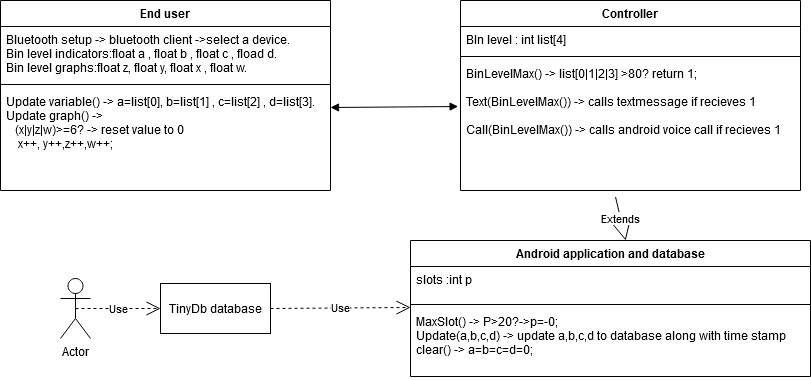 End user
Bluetooth setup -> bluetooth client ->select a device.
Bin level indicators:float a , float b , float c , fload d.
Bin level graphs:float z, float y, float x , float w.
Update variable() -> a=list[0], b=list[1] , c=list[2] , d=list[3].
Update graph() ->
(x|y|z|w)>=6? -> reset value to 0
x++, y++,z++,w++;
Controller
BIn level : int list[4]
BinLevelMax() -> list[0|1|2|3] >80? return 1;
Text(BinLevelMax()) -> calls textmessage if recieves 1
Call(BinLevelMax()) -> calls android voice call if recieves 1
Extends
Android application and database
slots :int p
MaxSlot() -> P>20?->p=-0;
Update(a,b,c,d) -> update a,b,c,d to database along with time stamp
clear() -> a=b=c=d=0;
Use
TinyDb database
Use
Actor